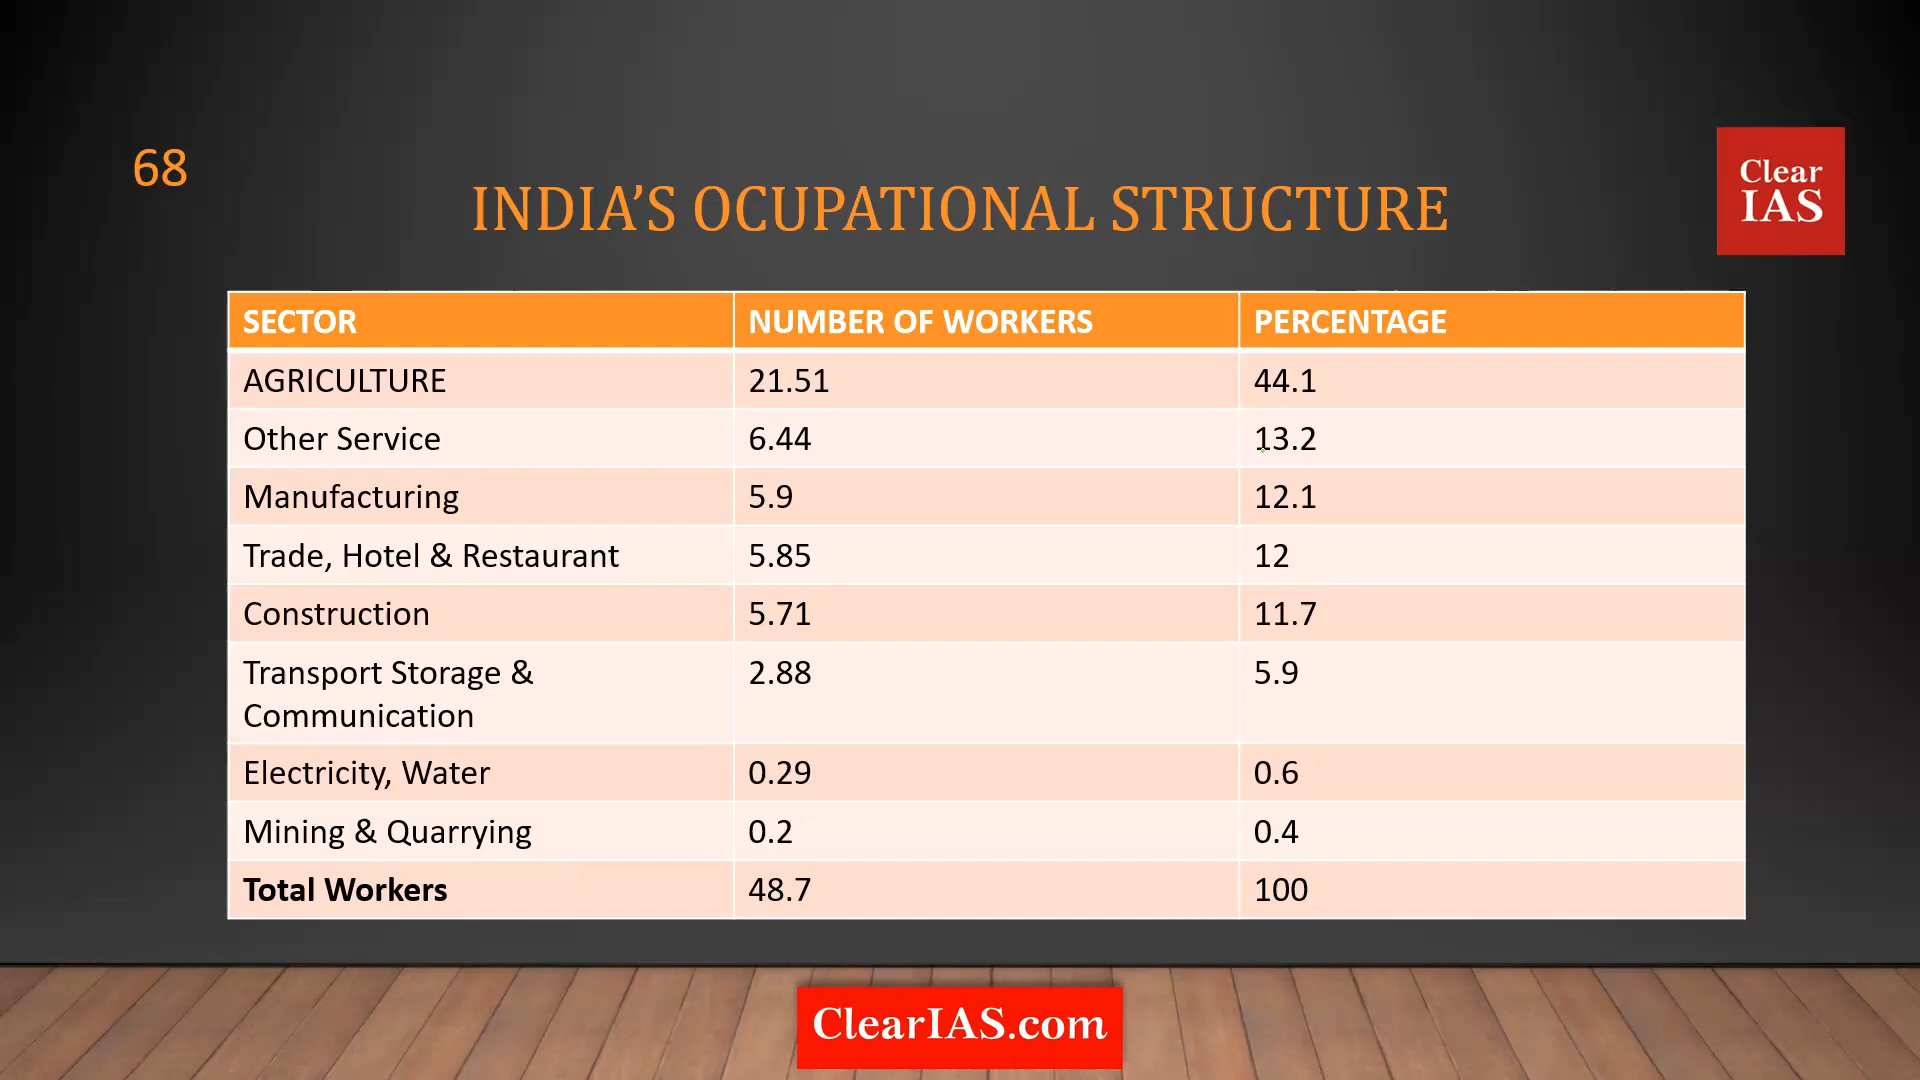 68
Clear
IAS
INDIA’S OCUPATIONAL STRUCTURE
SECTOR NUMBER OF WORKERS PERCENTAGE
AGRICULTURE 21.51 44.1
Other Service 6.44 13.2
Manufacturing 5.9 12.1
Trade, Hotel & Restaurant 5.85 12
Construction 5.71 11.7
Transport Storage & 2.88 5.9
Communication
Electricity, Water 0.29 0.6
Mining & Quarrying 0.2 0.4
Total Workers 48.7 100
ClearIAS.com